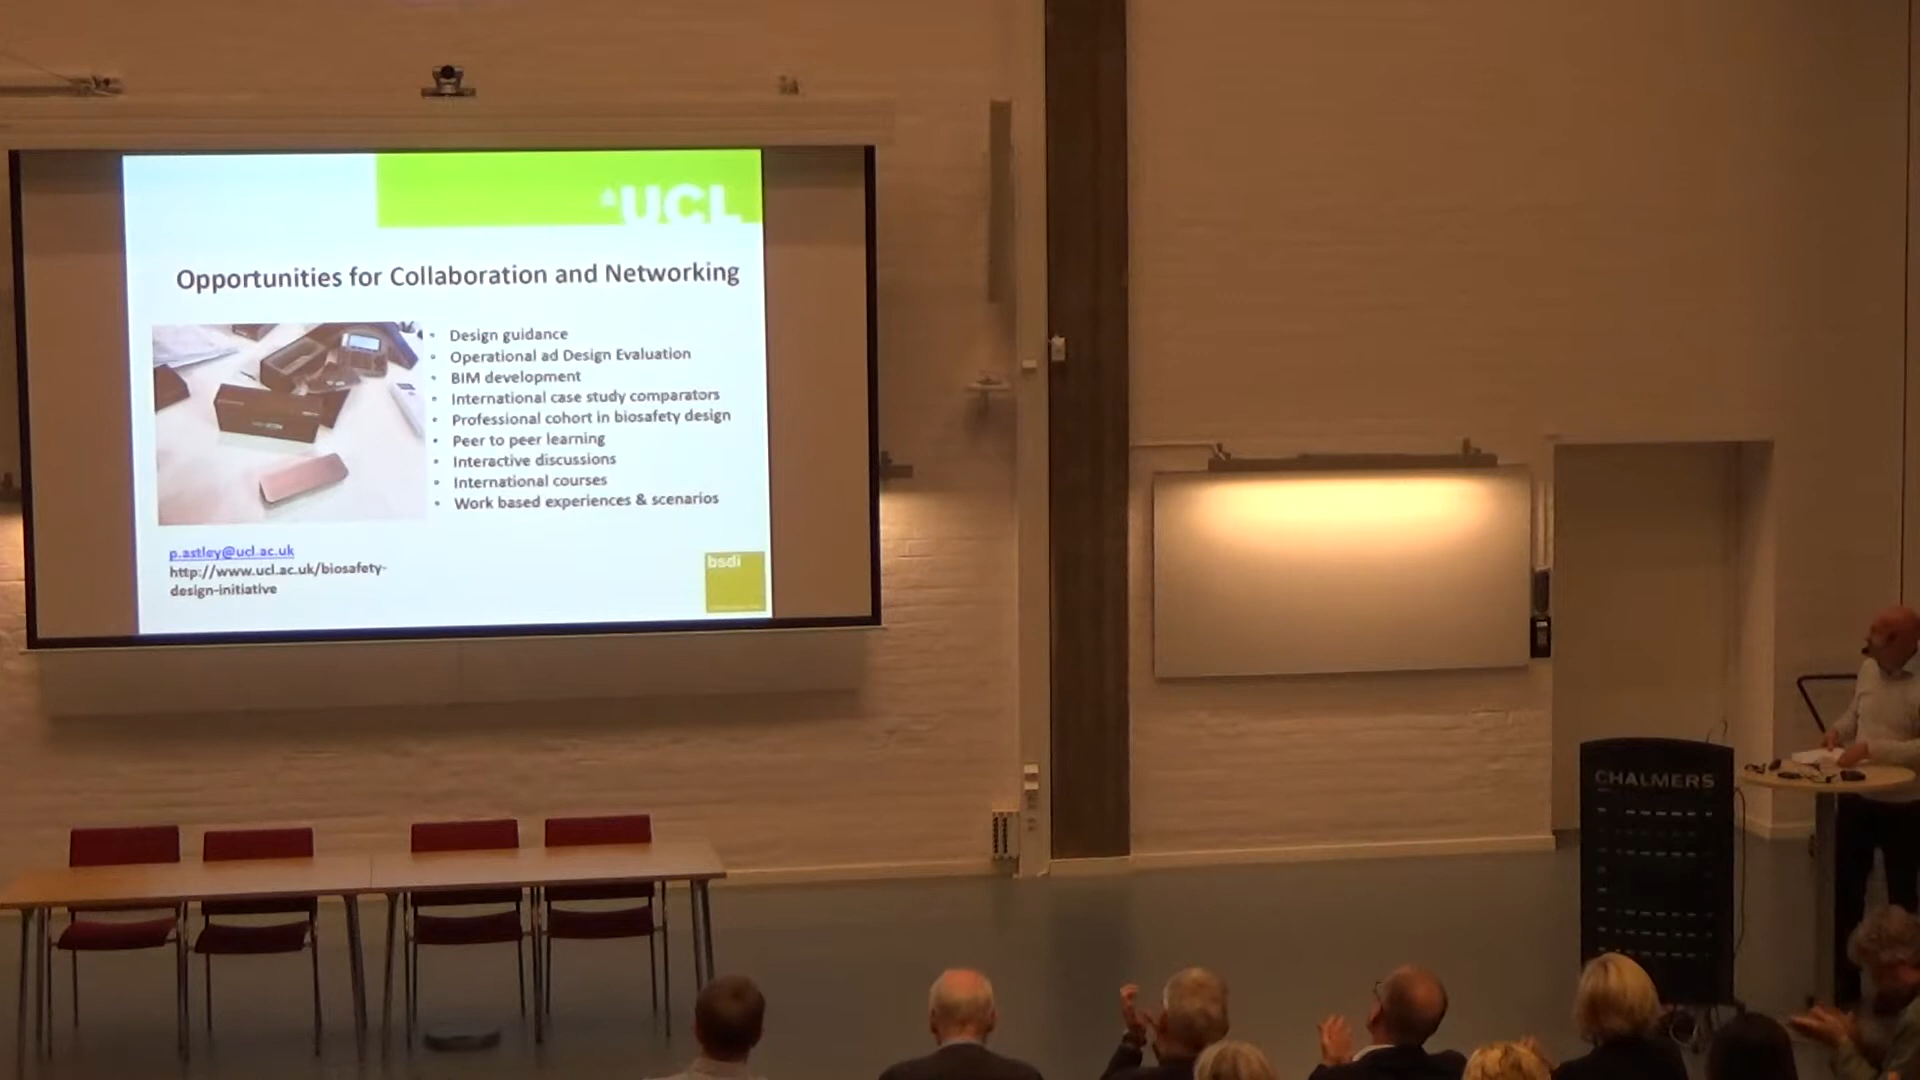 UCL
Opportunities for Collaboration and Networking
• Design guidance
• Operational ad Design Evaluation
• BIM development
• International case study comparators
• Professional cohort in biosafety design
• Peer to peer learning
• Interactive discussions
• International courses
• Work based experiences & scenarios
p.astley@ucl.ac.uk
http://www.ucl.ac.uk/biosafety-
design-initiative
bsdi
CHALMERS